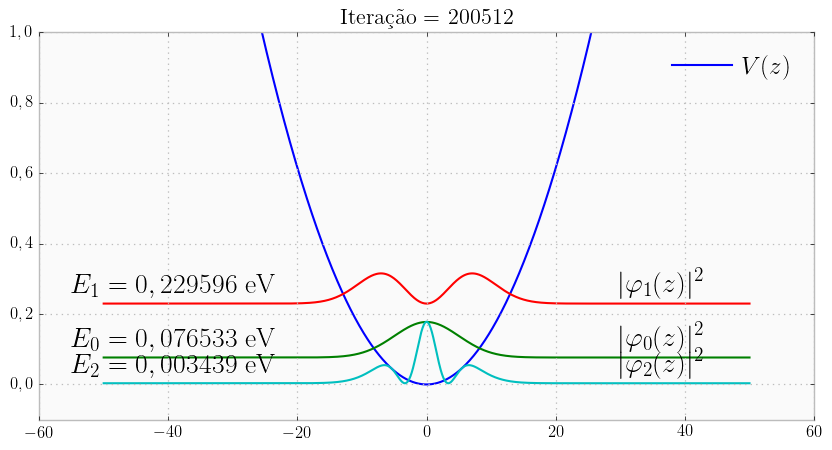 Iteração = 200512
V(z)
1,0
0,8
0,6
0,4
0,2
0,0
E₁ = 0,229596 eV
|φ₁(z)|²
E₀ = 0,076533 eV
|φ₀(z)|²
E₂ = 0,003439 eV
|φ₂(z)|²
−60 −40 −20 0 20 40 60